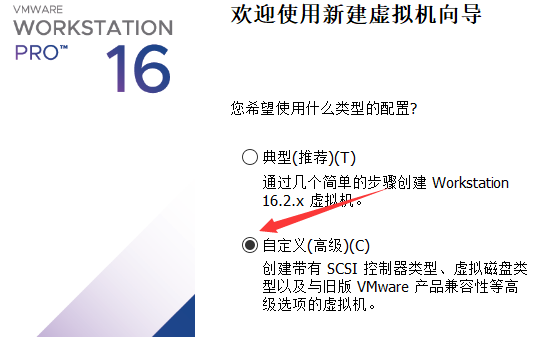 VMWARE
WORKSTATION
PRO™
16
欢迎使用新建虚拟机向导
您希望使用什么类型的配置?
典型(推荐)(T)
通过几个简单的步骤创建 Workstation
16.2.x 虚拟机。
自定义(高级)(C)
创建带有 SCSI 控制器类型、虚拟磁盘类
型以及与旧版 VMware 产品兼容性等高
级选项的虚拟机。